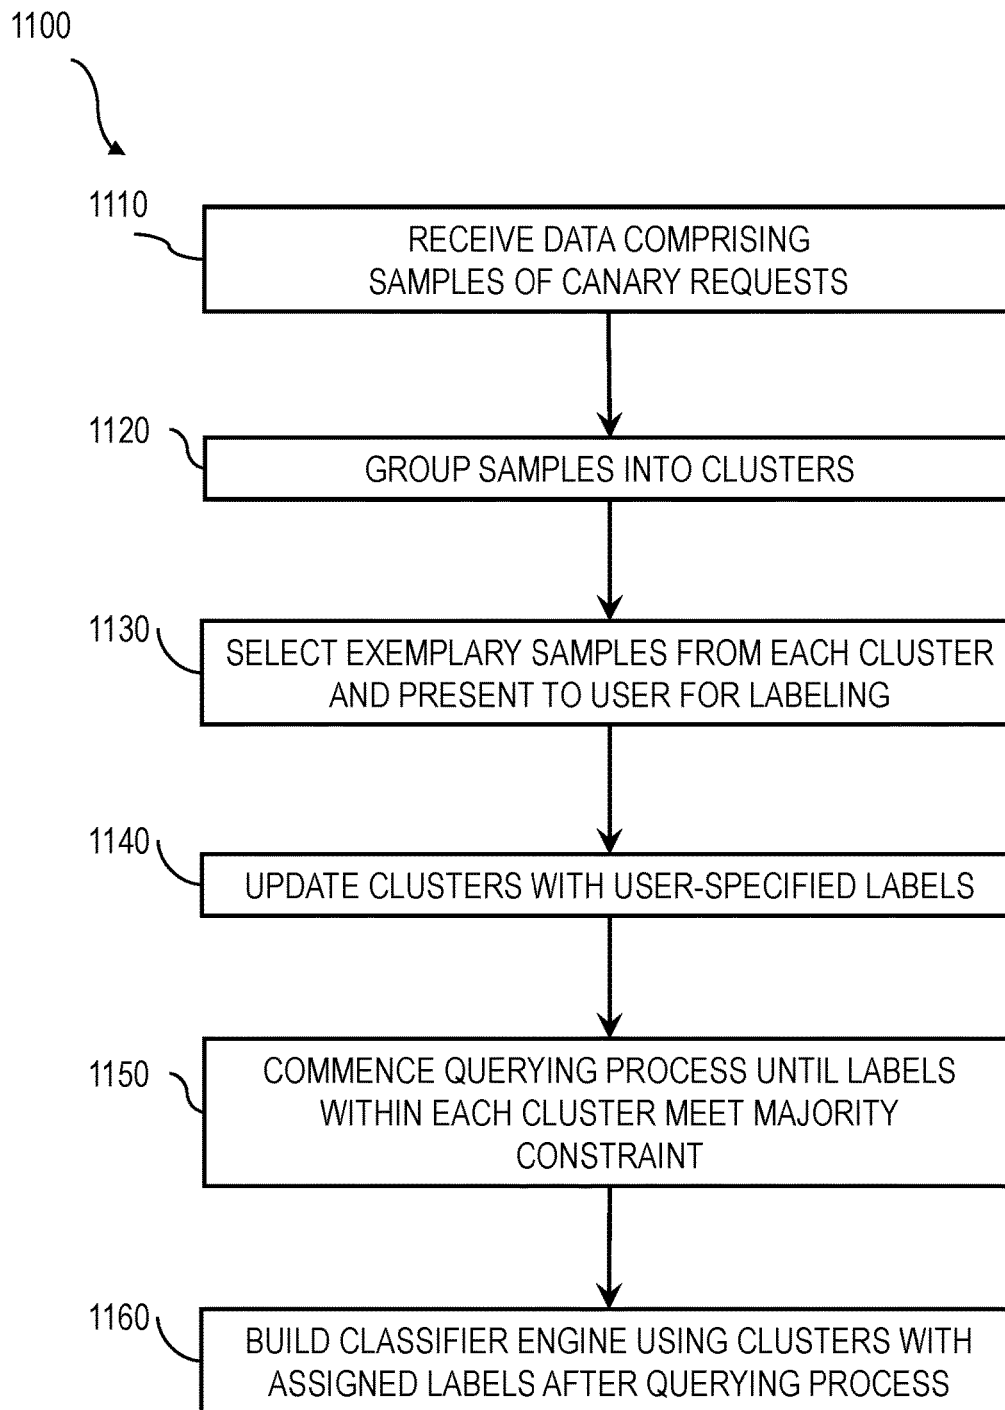 1100
1110
RECEIVE DATA COMPRISING
SAMPLES OF CANARY REQUESTS
1120
GROUP SAMPLES INTO CLUSTERS
1130
SELECT EXEMPLARY SAMPLES FROM EACH CLUSTER
AND PRESENT TO USER FOR LABELING
1140
UPDATE CLUSTERS WITH USER-SPECIFIED LABELS
1150
COMMENCE QUERYING PROCESS UNTIL LABELS
WITHIN EACH CLUSTER MEET MAJORITY
CONSTRAINT
1160
BUILD CLASSIFIER ENGINE USING CLUSTERS WITH
ASSIGNED LABELS AFTER QUERYING PROCESS